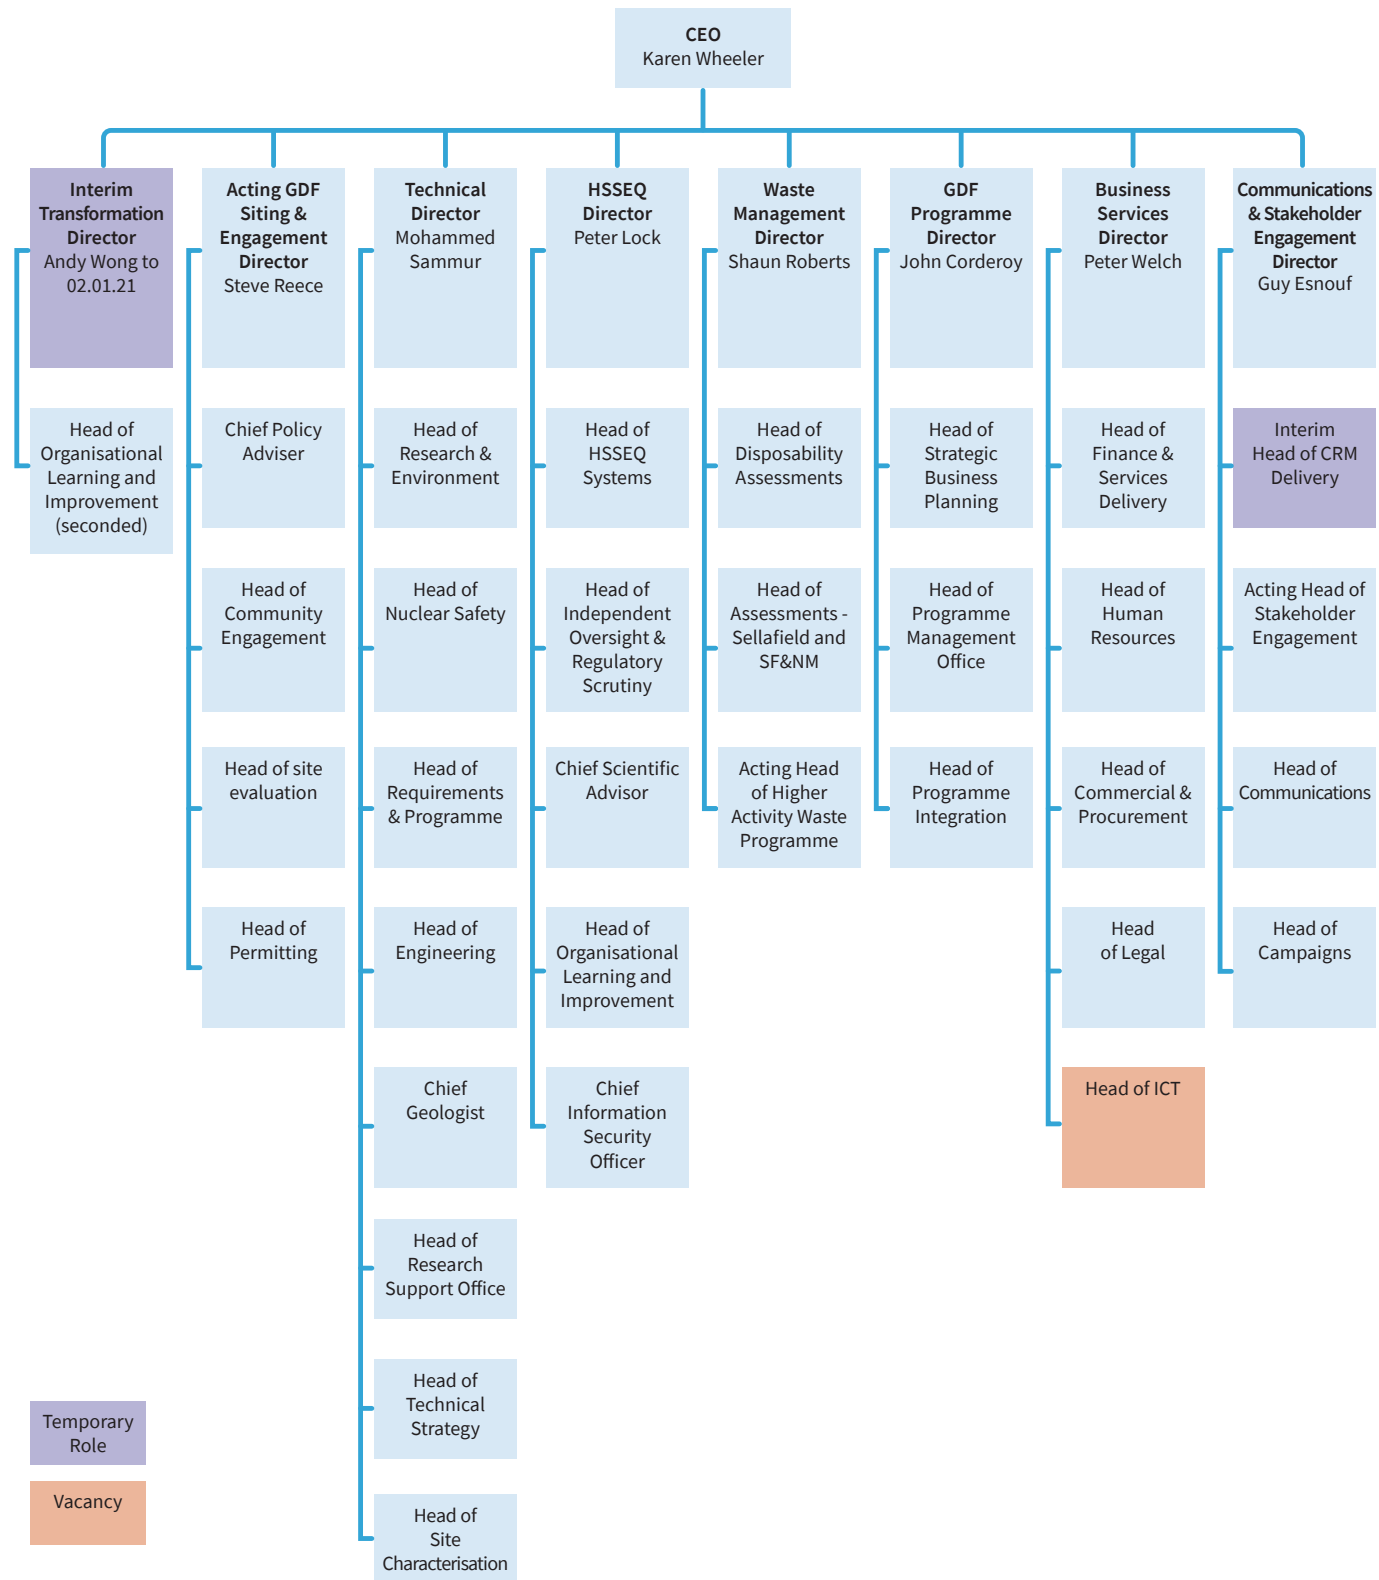 CEO
Karen Wheeler
Interim
Transformation
Director
Andy Wong to
02.01.21
Head of
Organisational
Learning and
Improvement
(seconded)
Acting GDF
Siting &
Engagement
Director
Steve Reece
Chief Policy
Adviser
Head of
Community
Engagement
Head of site
evaluation
Head of
Permitting
Technical
Director
Mohammed
Sammur
Head of
Research &
Environment
Head of
Nuclear Safety
Head of
Requirements
& Programme
Head of
Engineering
Chief
Geologist
Head of
Research
Support Office
Head of
Technical
Strategy
Head of
Site
Characterisation
HSSEQ
Director
Peter Lock
Head of
HSSEQ
Systems
Head of
Independent
Oversight &
Regulatory
Scrutiny
Chief Scientific
Advisor
Head of
Organisational
Learning and
Improvement
Chief
Information
Security
Officer
Waste
Management
Director
Shaun Roberts
Head of
Disposability
Assessments
Head of
Assessments -
Sellafield and
SF&NM
Acting Head
of Higher
Activity Waste
Programme
GDF
Programme
Director
John Corderoy
Head of
Strategic
Business
Planning
Head of
Programme
Management
Office
Head of
Programme
Integration
Business
Services
Director
Peter Welch
Head of
Finance &
Services
Delivery
Head of
Human
Resources
Head of
Commercial &
Procurement
Head
of Legal
Head of ICT
Communications
& Stakeholder
Engagement
Director
Guy Esnouf
Interim
Head of CRM
Delivery
Acting Head of
Stakeholder
Engagement
Head of
Communications
Head of
Campaigns
Temporary
Role
Vacancy